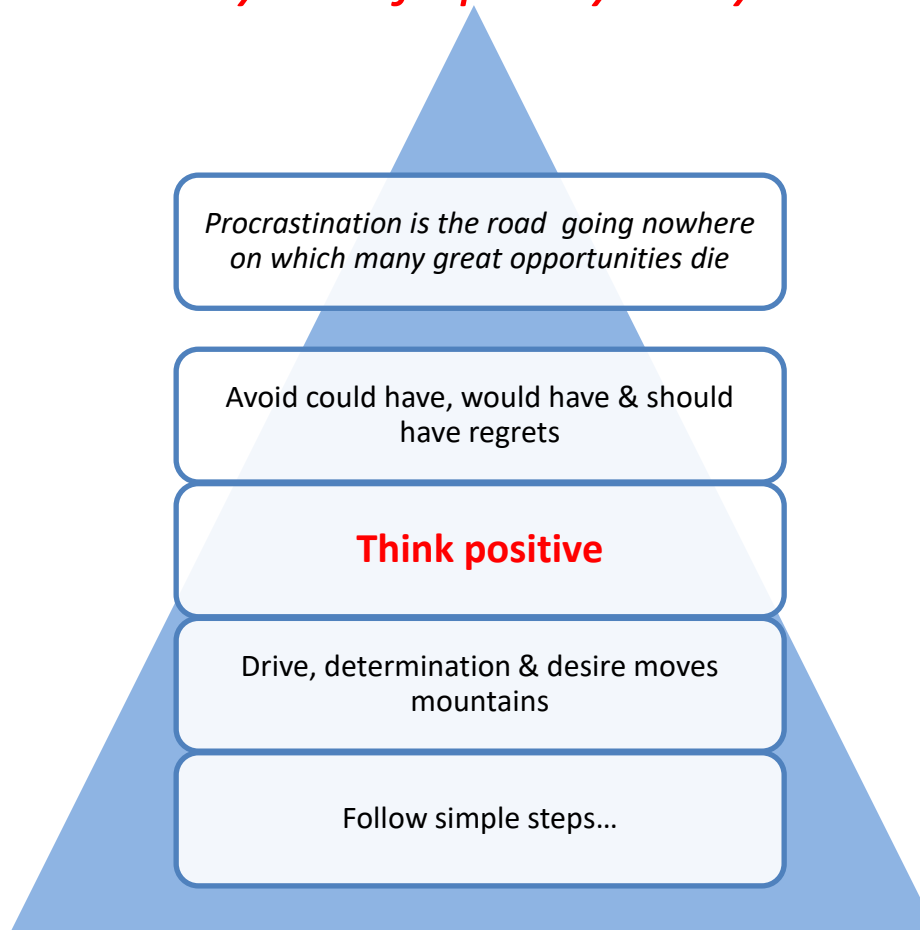 Procrastination is the road  going nowhere
on which many great opportunities die
Avoid could have, would have & should
have regrets
Think positive
Drive, determination & desire moves
mountains
Follow simple steps…